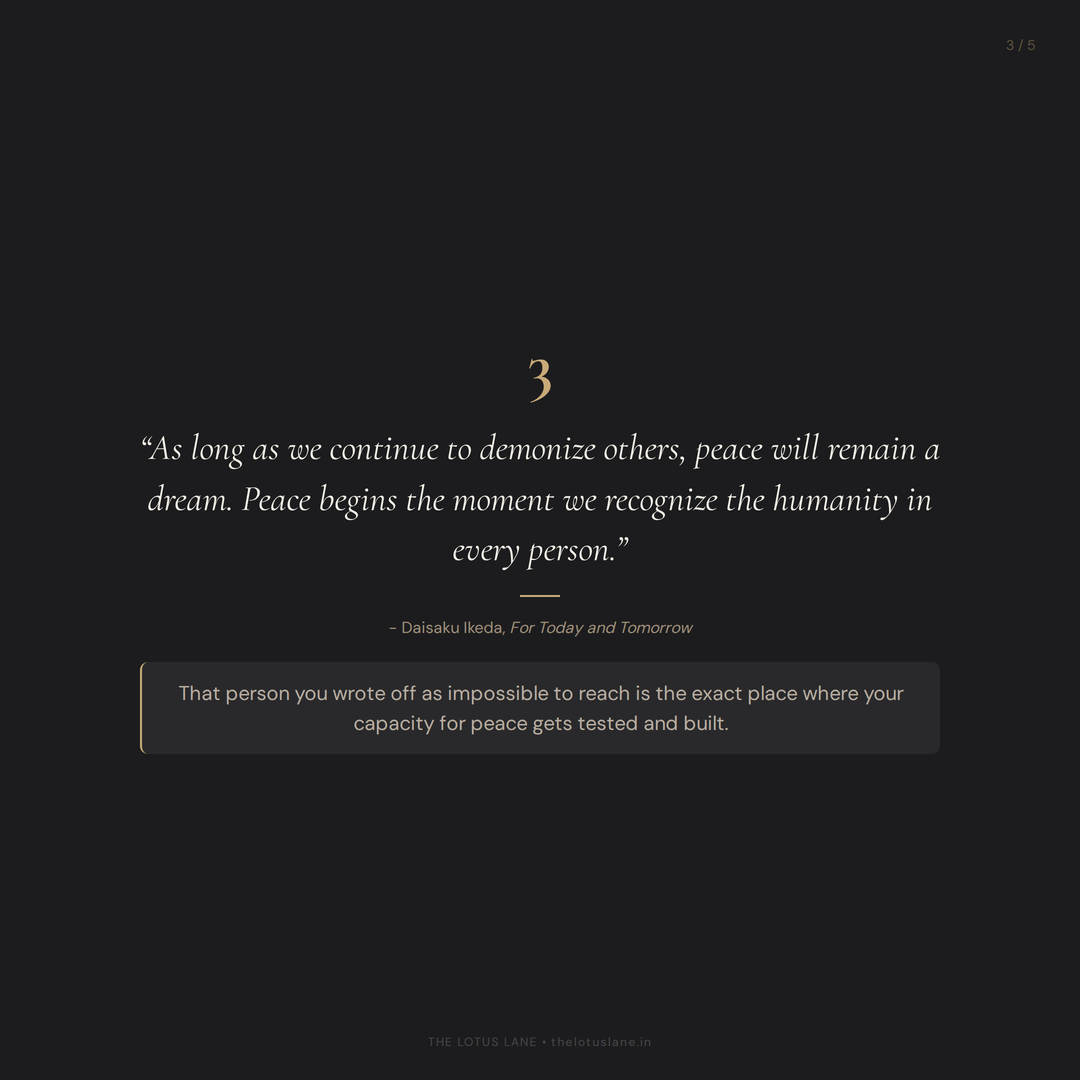 3 / 5
3
“As long as we continue to demonize others, peace will remain a
dream. Peace begins the moment we recognize the humanity in
every person.”
– Daisaku Ikeda, For Today and Tomorrow
That person you wrote off as impossible to reach is the exact place where your
capacity for peace gets tested and built.
THE LOTUS LANE • thelotuslane.in